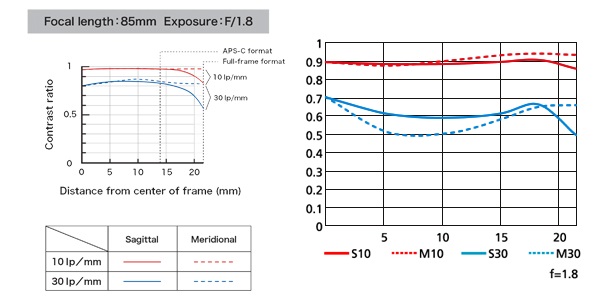 Focal length:85mm Exposure:F/1.8
APS-C format
Full-frame format
Contrast ratio
1
0.5
0
10 lp/mm
30 lp/mm
0 5 10 15 20
Distance from center of frame (mm)
Sagittal Meridional
10 lp/mm
30 lp/mm
1
0.9
0.8
0.7
0.6
0.5
0.4
0.3
0.2
0.1
0
5 10 15 20
S10 M10 S30 M30
f=1.8